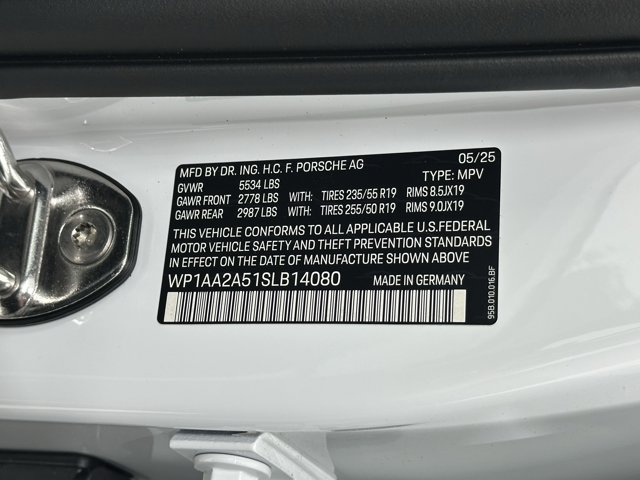 MFD BY DR. ING. H.C. F. PORSCHE AG 05/25
GVWR 5534 LBS TYPE: MPV
GAWR FRONT 2778 LBS WITH: TIRES 235/55 R19 RIMS 8.5JX19
GAWR REAR 2987 LBS WITH: TIRES 255/50 R19 RIMS 9.0JX19
THIS VEHICLE CONFORMS TO ALL APPLICABLE U.S.FEDERAL
MOTOR VEHICLE SAFETY AND THEFT PREVENTION STANDARDS
IN EFFECT ON THE DATE OF MANUFACTURE SHOWN ABOVE
WP1AA2A51SLB14080 MADE IN GERMANY
95B.010.016.BF